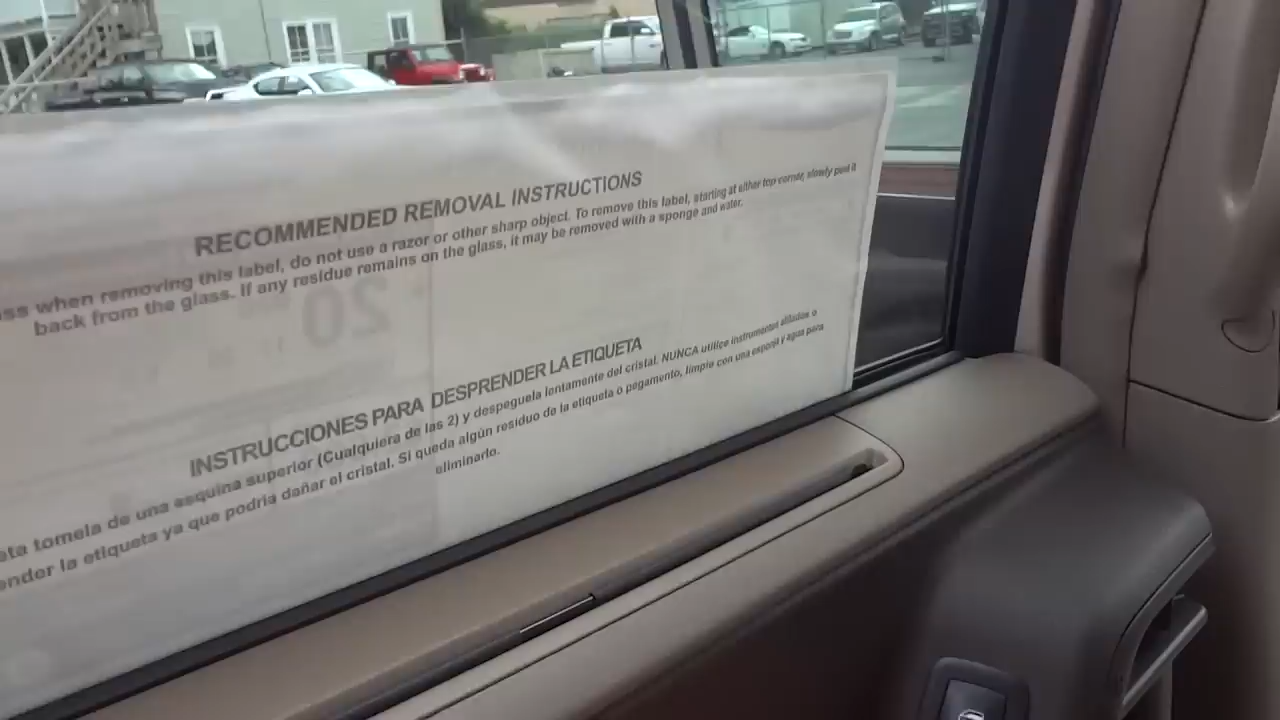 RECOMMENDED REMOVAL INSTRUCTIONS
when removing this label, do not use a razor or other sharp object. To remove this label, starting at either top corner, slowly peel it
back from the glass. If any residue remains on the glass, it may be removed with a sponge and water.
20
INSTRUCCIONES PARA DESPRENDER LA ETIQUETA
tomela de una esquina superior (Cualquiera de las 2) y despeguela lentamente del cristal. NUNCA utilice instrumentos afilados o
la etiqueta ya que podria dañar el cristal. Si queda algún residuo de la etiqueta o pegamento, limpie con una esponja y agua para
eliminarlo.